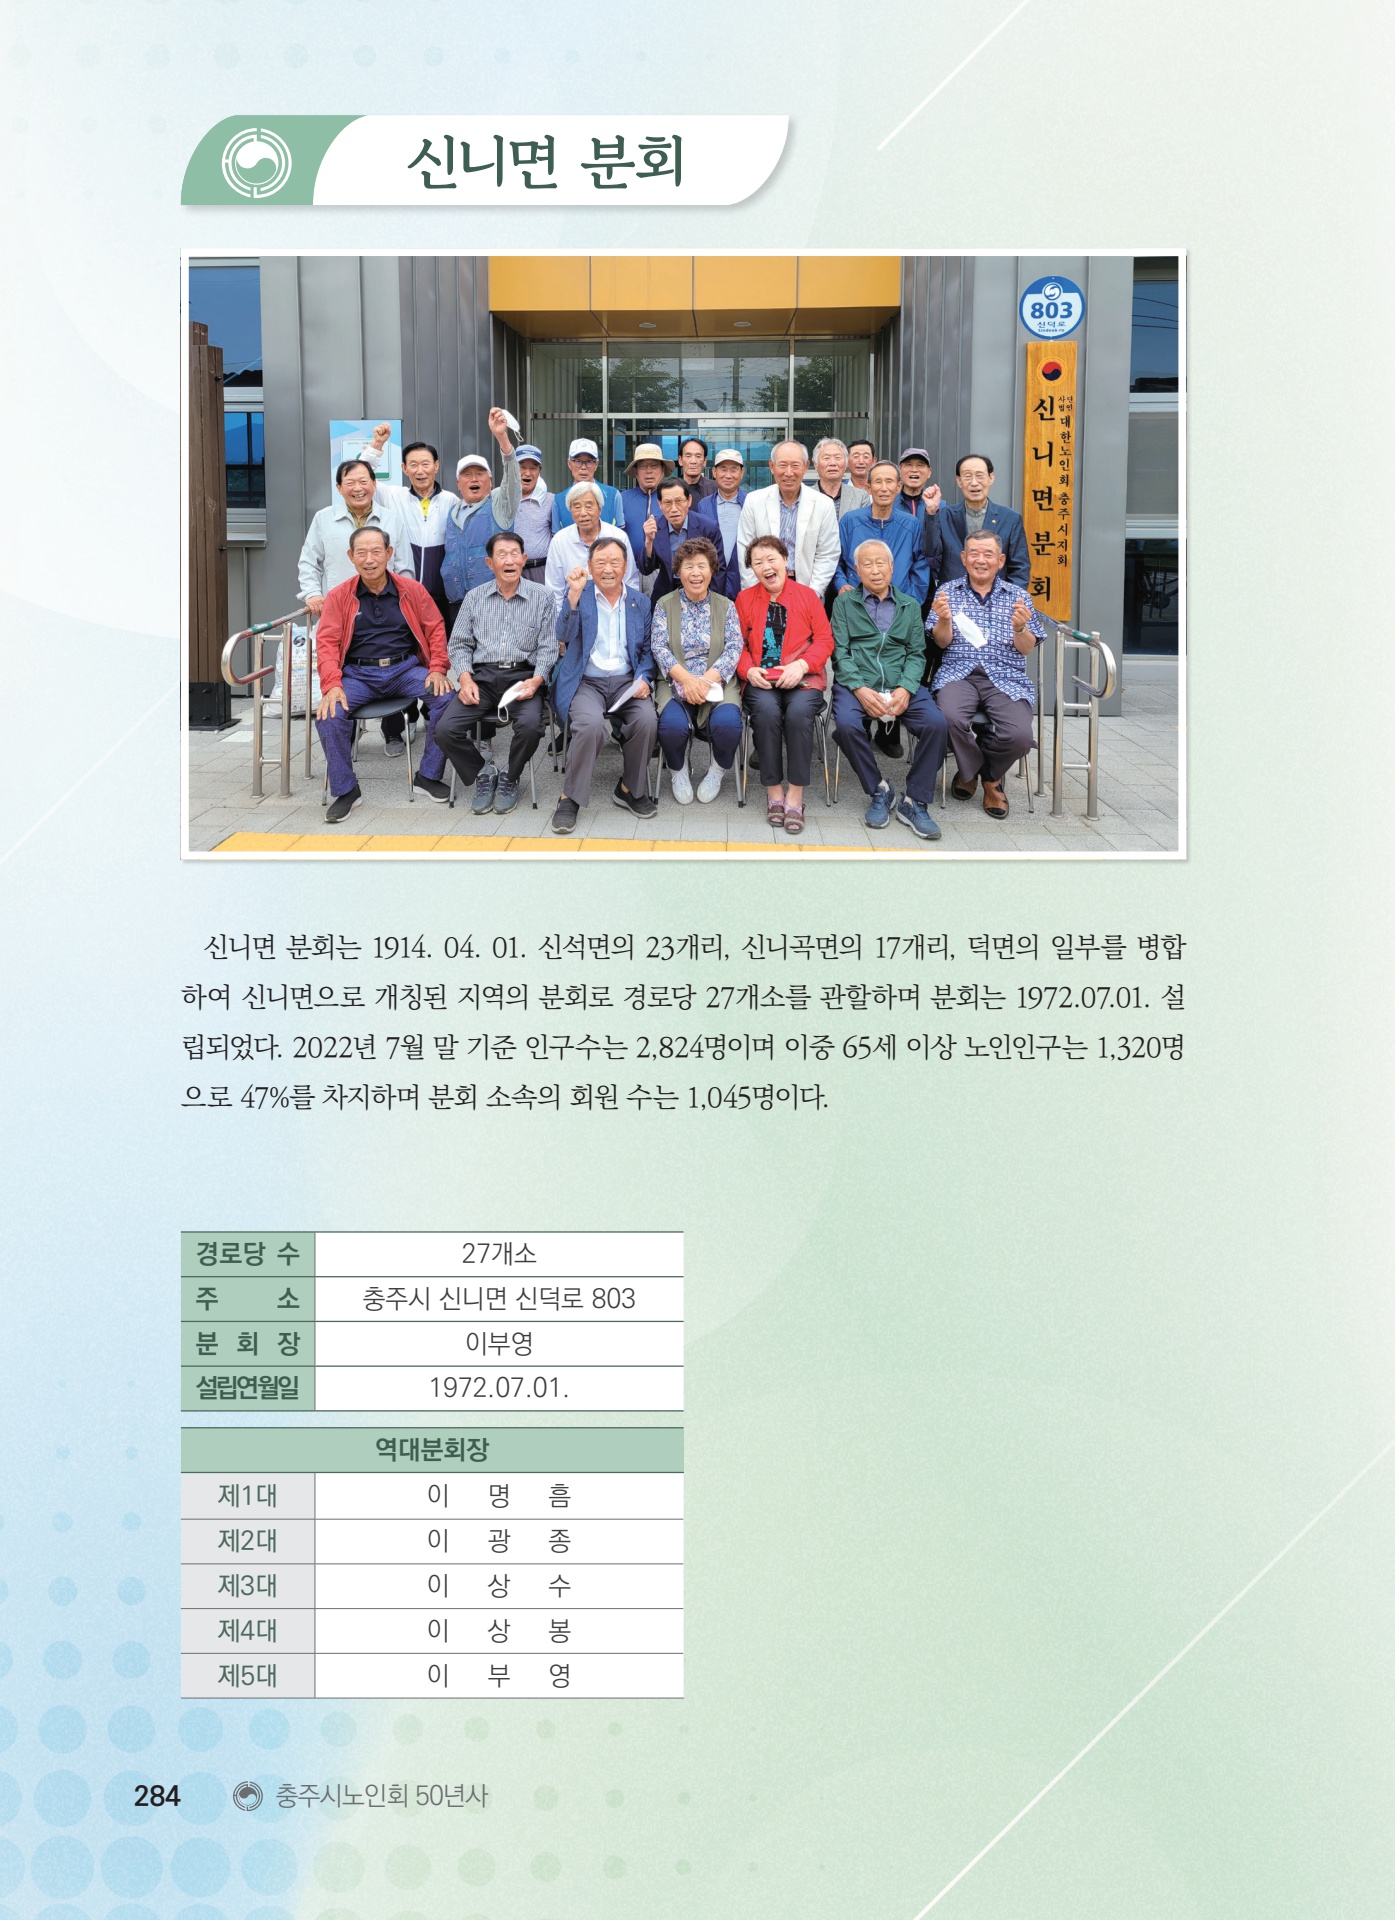 신니면 분회
803
신덕로
Sindeok-ro
사단
법인
대한노인회 충주시지회
신니면분회
신니면 분회는 1914. 04. 01. 신석면의 23개리, 신니곡면의 17개리, 덕면의 일부를 병합
하여 신니면으로 개칭된 지역의 분회로 경로당 27개소를 관할하며 분회는 1972.07.01. 설
립되었다. 2022년 7월 말 기준 인구수는 2,824명이며 이중 65세 이상 노인인구는 1,320명
으로 47%를 차지하며 분회 소속의 회원 수는 1,045명이다.
경로당 수 27개소
주 소 충주시 신니면 신덕로 803
분 회 장 이부영
설립연월일 1972.07.01.
역대분회장
제1대 이 명 흠
제2대 이 광 종
제3대 이 상 수
제4대 이 상 봉
제5대 이 부 영
284 충주시노인회 50년사